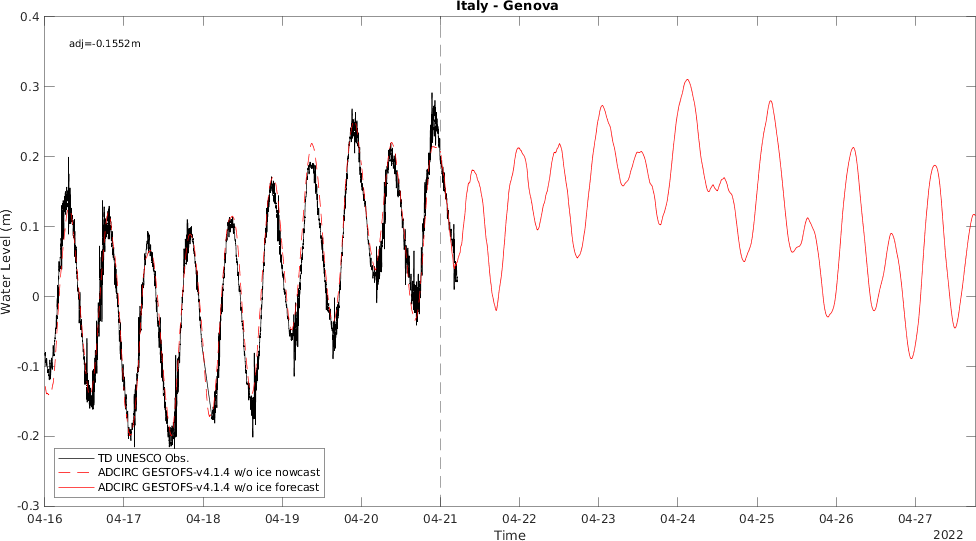 Italy - Genova
adj=-0.1552m
0.4
0.3
0.2
0.1
0
-0.1
-0.2
-0.3
Water Level (m)
TD UNESCO Obs.
ADCIRC GESTOFS-v4.1.4 w/o ice nowcast
ADCIRC GESTOFS-v4.1.4 w/o ice forecast
04-16 04-17 04-18 04-19 04-20 04-21 04-22 04-23 04-24 04-25 04-26 04-27
Time
2022